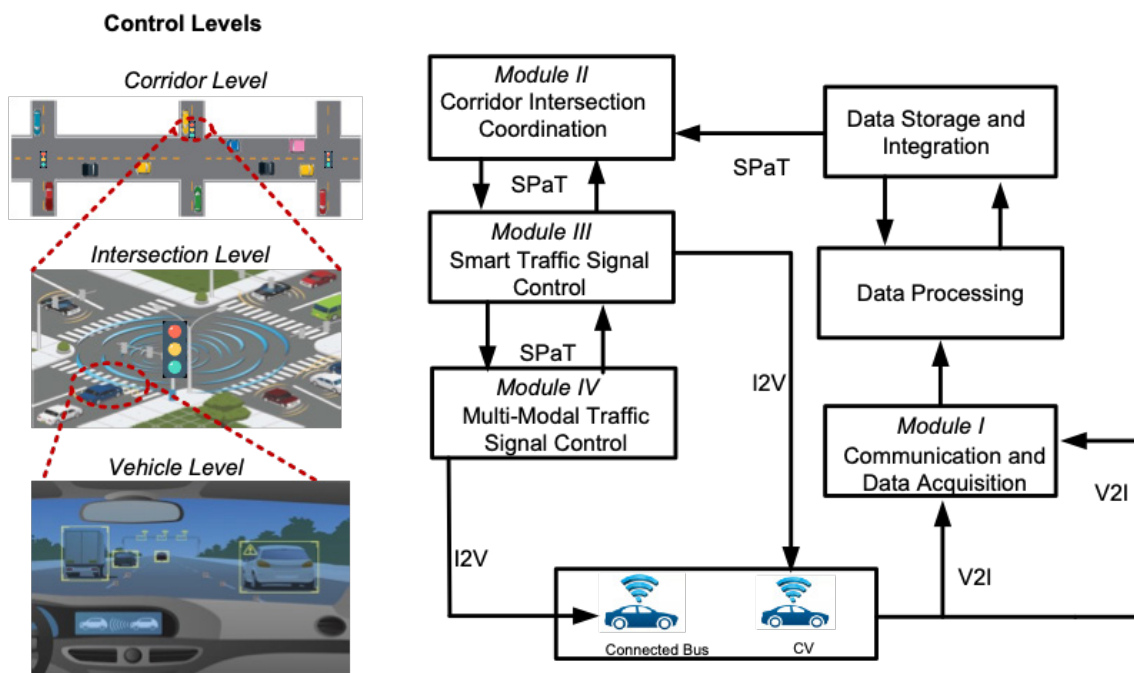 Control Levels
Corridor Level
Intersection Level
Vehicle Level
Module II
Corridor Intersection
Coordination
SPaT
Module III
Smart Traffic Signal
Control
SPaT
Module IV
Multi-Modal Traffic
Signal Control
I2V
I2V
Data Storage and
Integration
SPaT
Data Processing
Module I
Communication and
Data Acquisition
V2I
V2I
Connected Bus
CV